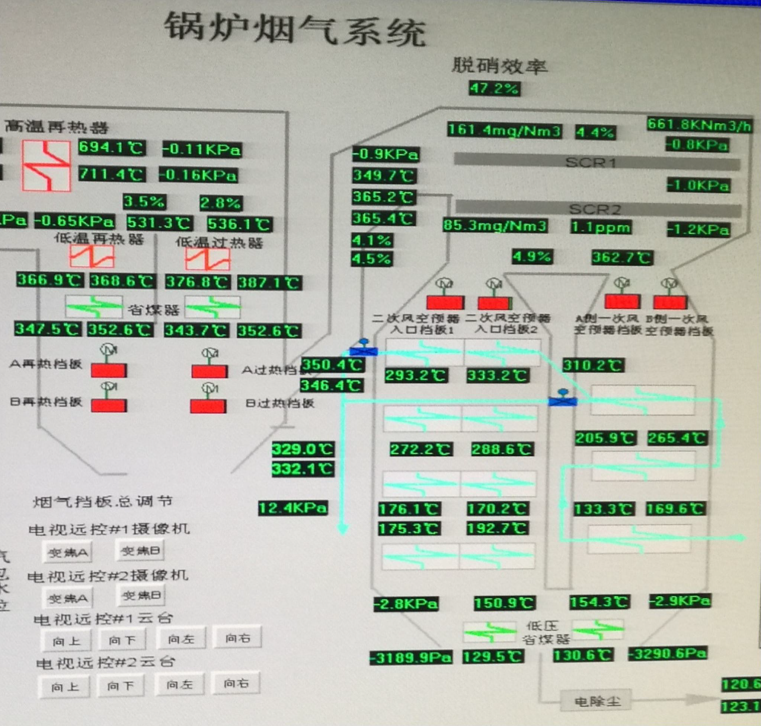 锅炉烟气系统
脱硝效率
47.2%
高温再热器
694.1℃ -0.11KPa
711.4℃ -0.16KPa
3.5% 2.8%
Pa -0.65KPa 531.3℃ 536.1℃
低温再热器 低温过热器
366.9℃ 368.6℃ 376.8℃ 387.1℃
省煤器
347.5℃ 352.6℃ 343.7℃ 352.6℃
M M
A再热挡板 A过热挡板
M M
B再热挡板 B过热挡板
161.4mg/Nm3 4.4% 661.8KNm3/h
-0.9KPa -0.8KPa
349.7℃ SCR1
365.2℃ -1.0KPa
365.4℃ SCR2
85.3mg/Nm3 1.1ppm -1.2KPa
4.1%
4.5% 4.9% 362.7℃
M M M M
二次风空预器 二次风空预器 A侧一次风 B侧一次风
入口挡板1 入口挡板2 空预器挡板 空预器挡板
350.4℃ 310.2℃
346.4℃ 293.2℃ 333.2℃
205.9℃ 265.4℃
329.0℃ 272.2℃ 288.6℃
332.1℃
12.4KPa 176.1℃ 170.2℃ 133.3℃ 169.6℃
175.3℃ 192.7℃
-2.8KPa 150.9℃ 154.3℃ -2.9KPa
低压
省煤器
-3189.9Pa 129.5℃ 130.6℃ -3290.6Pa
电除尘
120.6
123.1
烟气挡板总调节
电视远控#1摄像机
变焦A 变焦B
电视远控#2摄像机
变焦A 变焦B
电视远控#1云台
向上 向下 向左 向右
电视远控#2云台
向上 向下 向左 向右